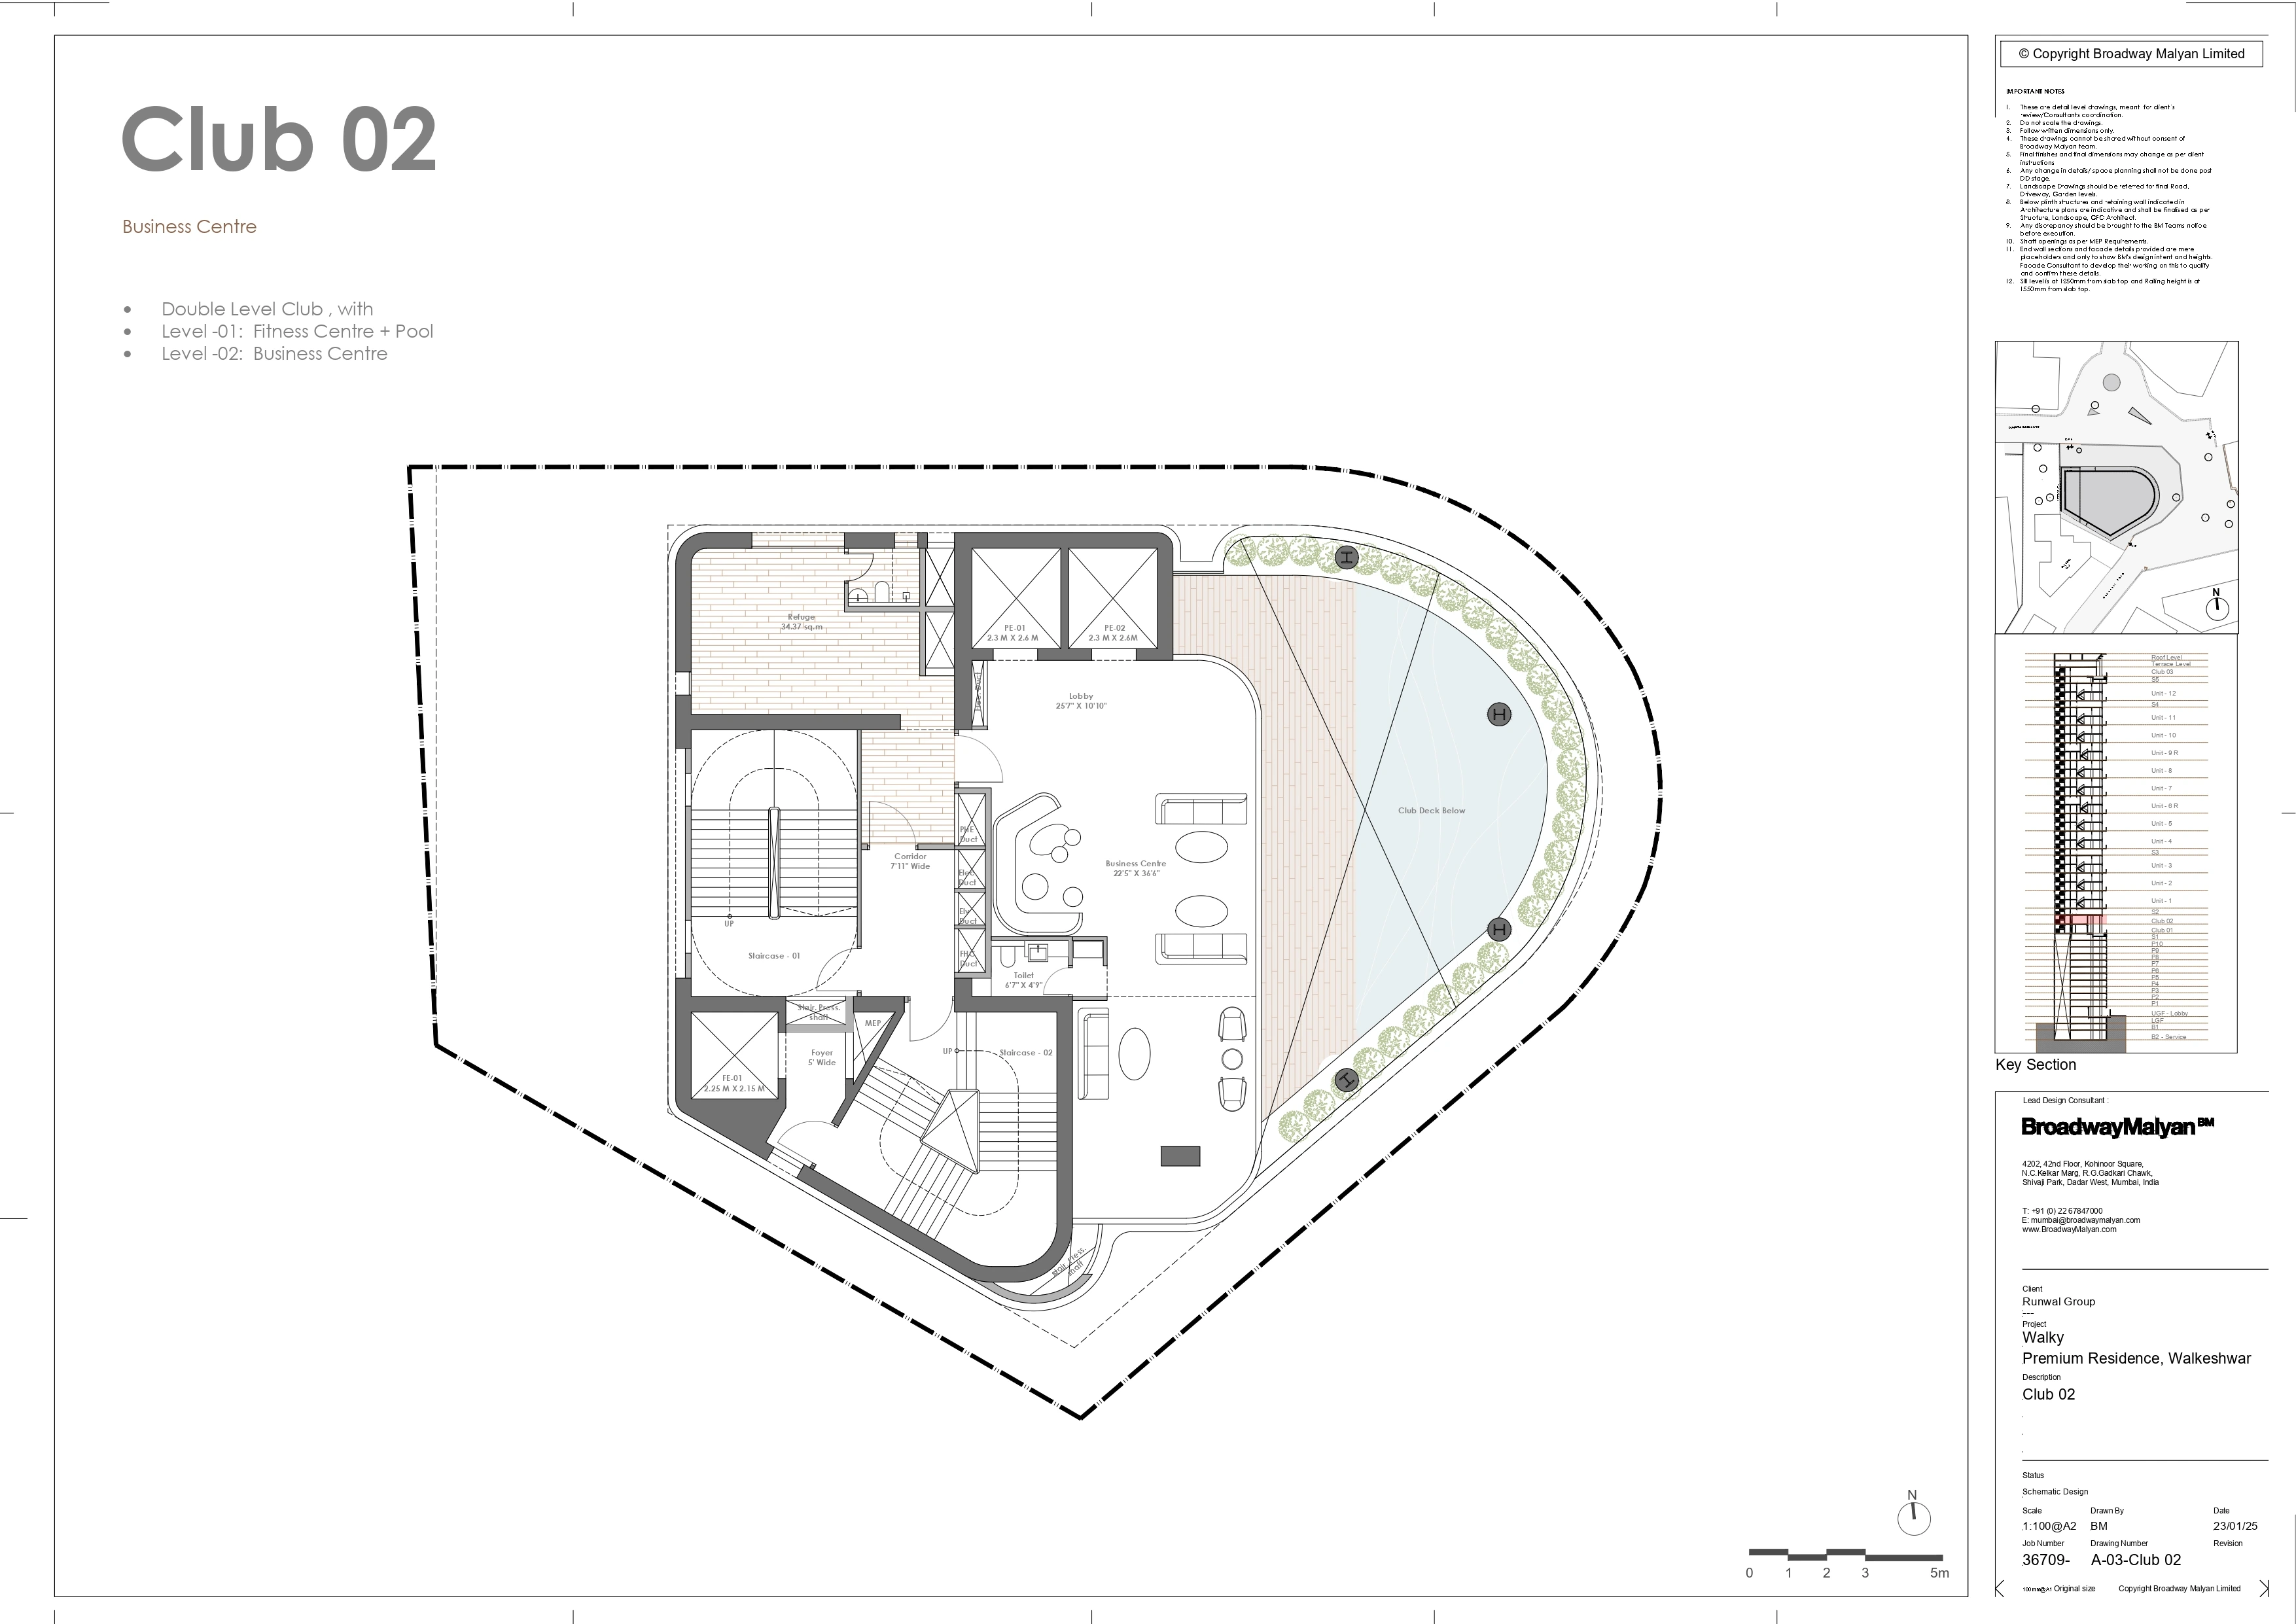 Club 02
Business Centre
• Double Level Club , with
• Level -01: Fitness Centre + Pool
• Level -02: Business Centre
Refuge
34.37 sq.m
PE-01
2.3 M X 2.6 M
PE-02
2.3 M X 2.6M
Lobby
25'7" X 10'10"
Club Deck Below
Corridor
7'11" Wide
Duct
Elec.
Duct
Duct
Duct
Business Centre
22'5" X 36'6"
UP
Staircase - 01
Toilet
6'7" X 4'9"
Stair. Press.
shaft
MEP
Foyer
5' Wide
UP
Staircase - 02
FE-01
2.25 M X 2.15 M
Stair. Press.
shaft
N
0 1 2 3 5m
© Copyright Broadway Malyan Limited
IMPORTANT NOTES
1. These are detail level drawings, meant for client's
review/Consultants coordination.
2. Do not scale the drawings.
3. Follow written dimensions only.
4. These drawings cannot be shared without consent of
Broadway Malyan team.
5. Final finishes and final dimensions may change as per client
instructions
6. Any change in details/ space planning shall not be done post
DD stage.
7. Landscape Drawings should be referred for final Road,
Driveway, Garden levels.
8. Below plinth structures and retaining wall indicated in
Architecture plans are indicative and shall be finalised as per
Structure, Landscape, GFC Architect.
9. Any discrepancy should be brought to the BM Teams notice
before execution.
10. Shaft openings as per MEP Requirements.
11. End wall sections and facade details provided are mere
placeholders and only to show BM's design intent and heights.
Facade Consultant to develop their working on this to qualify
and confirm these details.
12. Sill level is at 1250mm from slab top and Railing height is at
1550mm from slab top.
N
Roof Level
Terrace Level
Club 03
S5
Unit - 12
S4
Unit - 11
Unit - 10
Unit - 9 R
Unit - 8
Unit - 7
Unit - 6 R
Unit - 5
Unit - 4
S3
Unit - 3
Unit - 2
Unit - 1
S2
Club 02
Club 01
S1
P10
P9
P8
P7
P6
P5
P4
P3
P2
P1
UGF - Lobby
LGF
B1
B2 - Service
Key Section
Lead Design Consultant :
BroadwayMalyan BM
4202, 42nd Floor, Kohinoor Square,
N.C.Kelkar Marg, R.G.Gadkari Chawk,
Shivaji Park, Dadar West, Mumbai, India
T: +91 (0) 22 67847000
E: mumbai@broadwaymalyan.com
www.BroadwayMalyan.com
Client
Runwal Group
---
Project
Walky
Premium Residence, Walkeshwar
Description
Club 02
Status
Schematic Design
Scale Drawn By Date
1:100@A2 BM 23/01/25
Job Number Drawing Number Revision
36709- A-03-Club 02
100mm@A1 Original size Copyright Broadway Malyan Limited